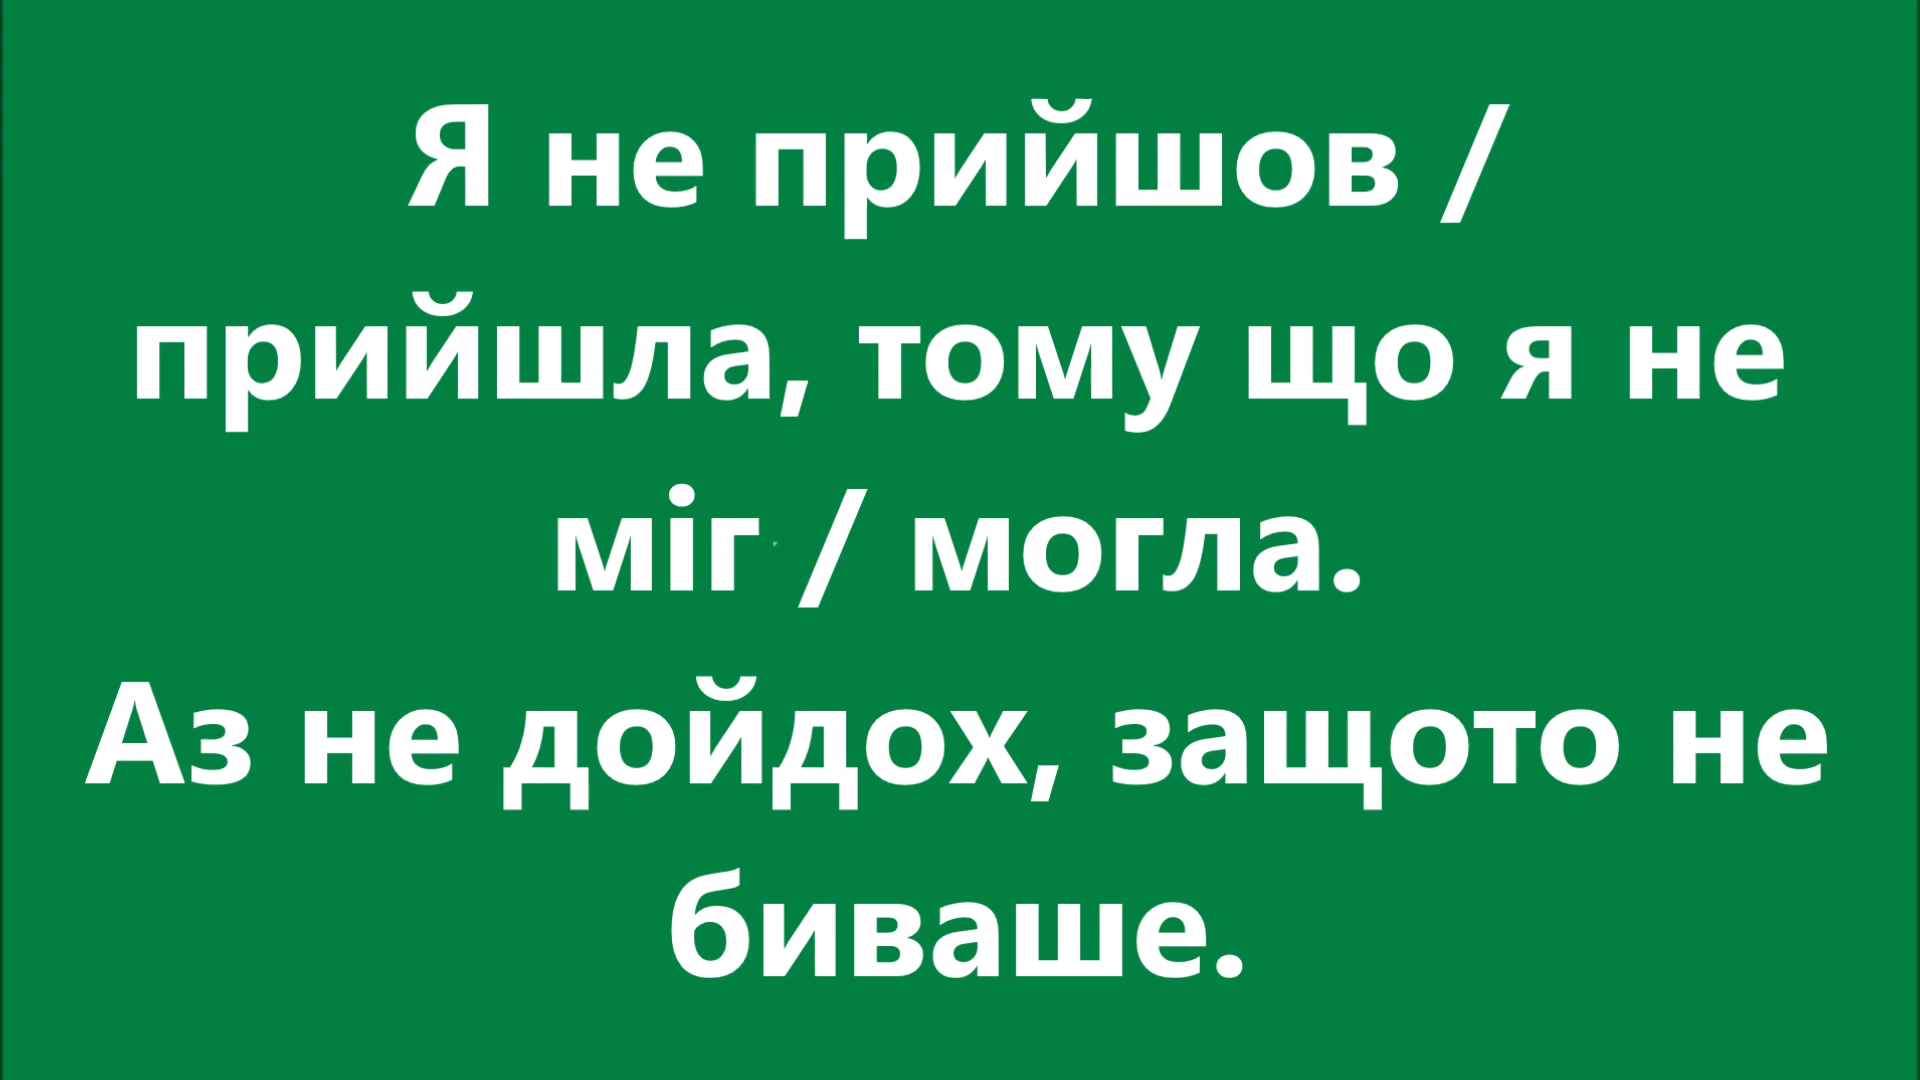 Я не прийшов /
прийшла, тому що я не
міг / могла.
Аз не дойдох, защото не
биваше.